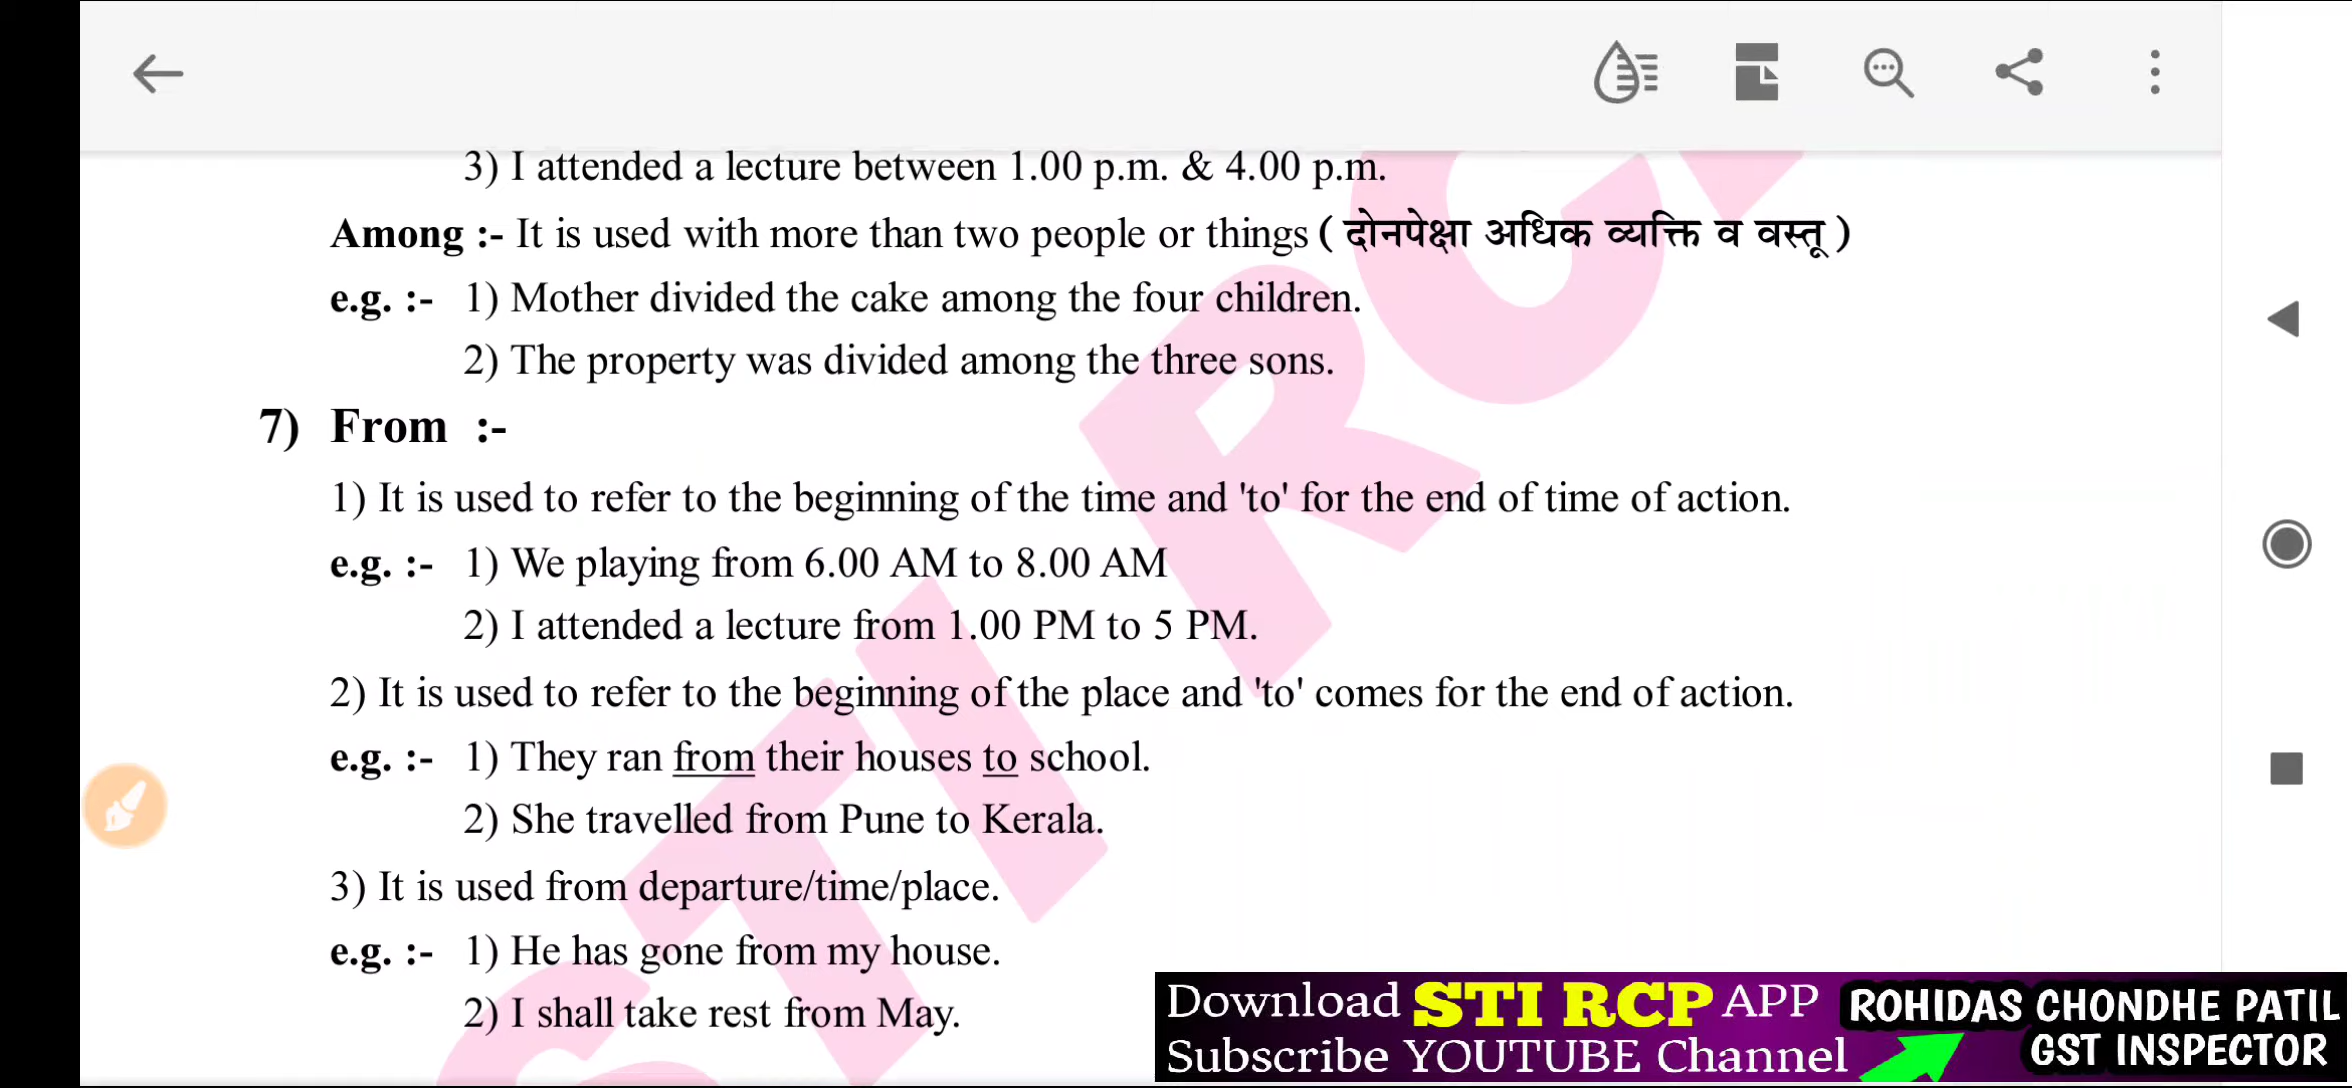 3) I attended a lecture between 1.00 p.m. & 4.00 p.m.
Among :- It is used with more than two people or things ( दोनपेक्षा अधिक व्यक्ति व वस्तू )
e.g. :- 1) Mother divided the cake among the four children.
2) The property was divided among the three sons.
7) From :-
1) It is used to refer to the beginning of the time and 'to' for the end of time of action.
e.g. :- 1) We playing from 6.00 AM to 8.00 AM
2) I attended a lecture from 1.00 PM to 5 PM.
2) It is used to refer to the beginning of the place and 'to' comes for the end of action.
e.g. :- 1) They ran from their houses to school.
2) She travelled from Pune to Kerala.
3) It is used from departure/time/place.
e.g. :- 1) He has gone from my house.
2) I shall take rest from May.
Download STI RCP APP
Subscribe YOUTUBE Channel
ROHIDAS CHONDHE PATIL
GST INSPECTOR